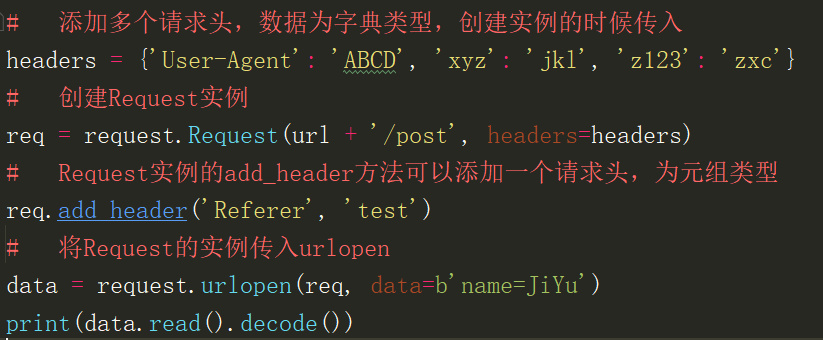 #   添加多个请求头，数据为字典类型，创建实例的时候传入
headers = {'User-Agent': 'ABCD', 'xyz': 'jkl', 'z123': 'zxc'}
#   创建Request实例
req = request.Request(url + '/post', headers=headers)
#   Request实例的add_header方法可以添加一个请求头，为元组类型
req.add_header('Referer', 'test')
#   将Request的实例传入urlopen
data = request.urlopen(req, data=b'name=JiYu')
print(data.read().decode())